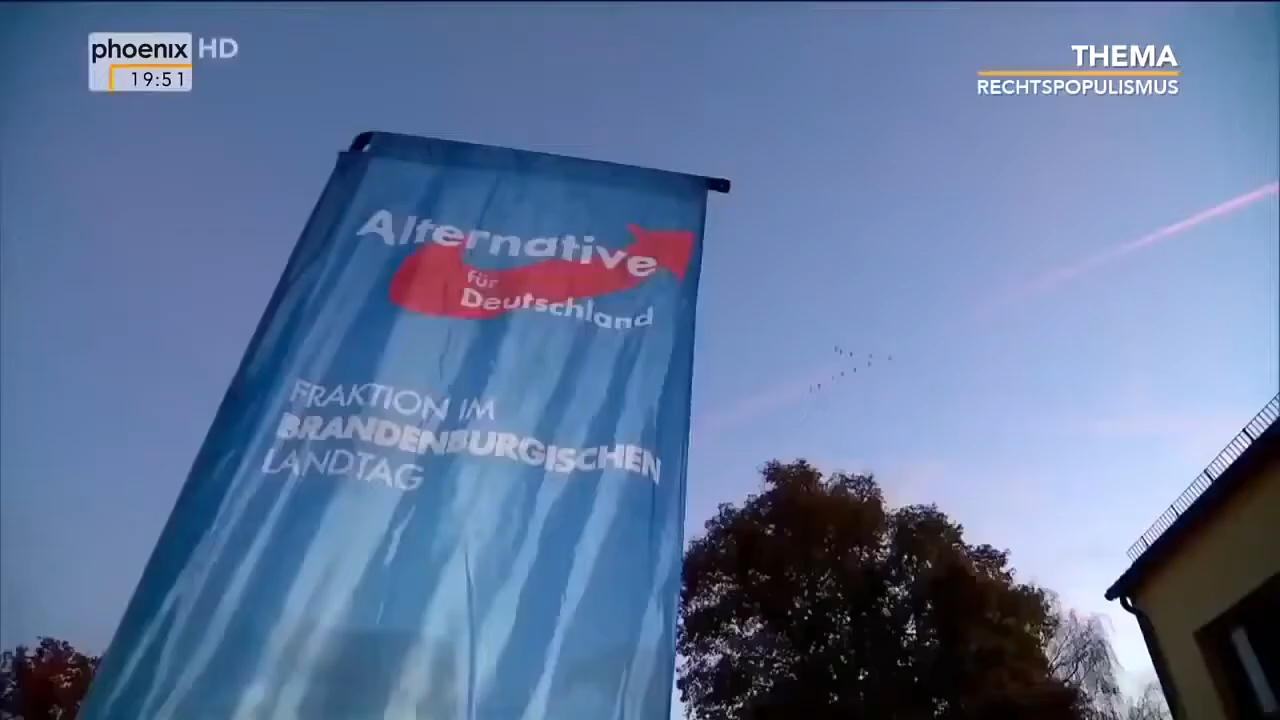 phoenix HD
19:51
THEMA
RECHTSPOPULISMUS
Alternative
für
Deutschland
FRAKTION IM
BRANDENBURGISCHEN
LANDTAG